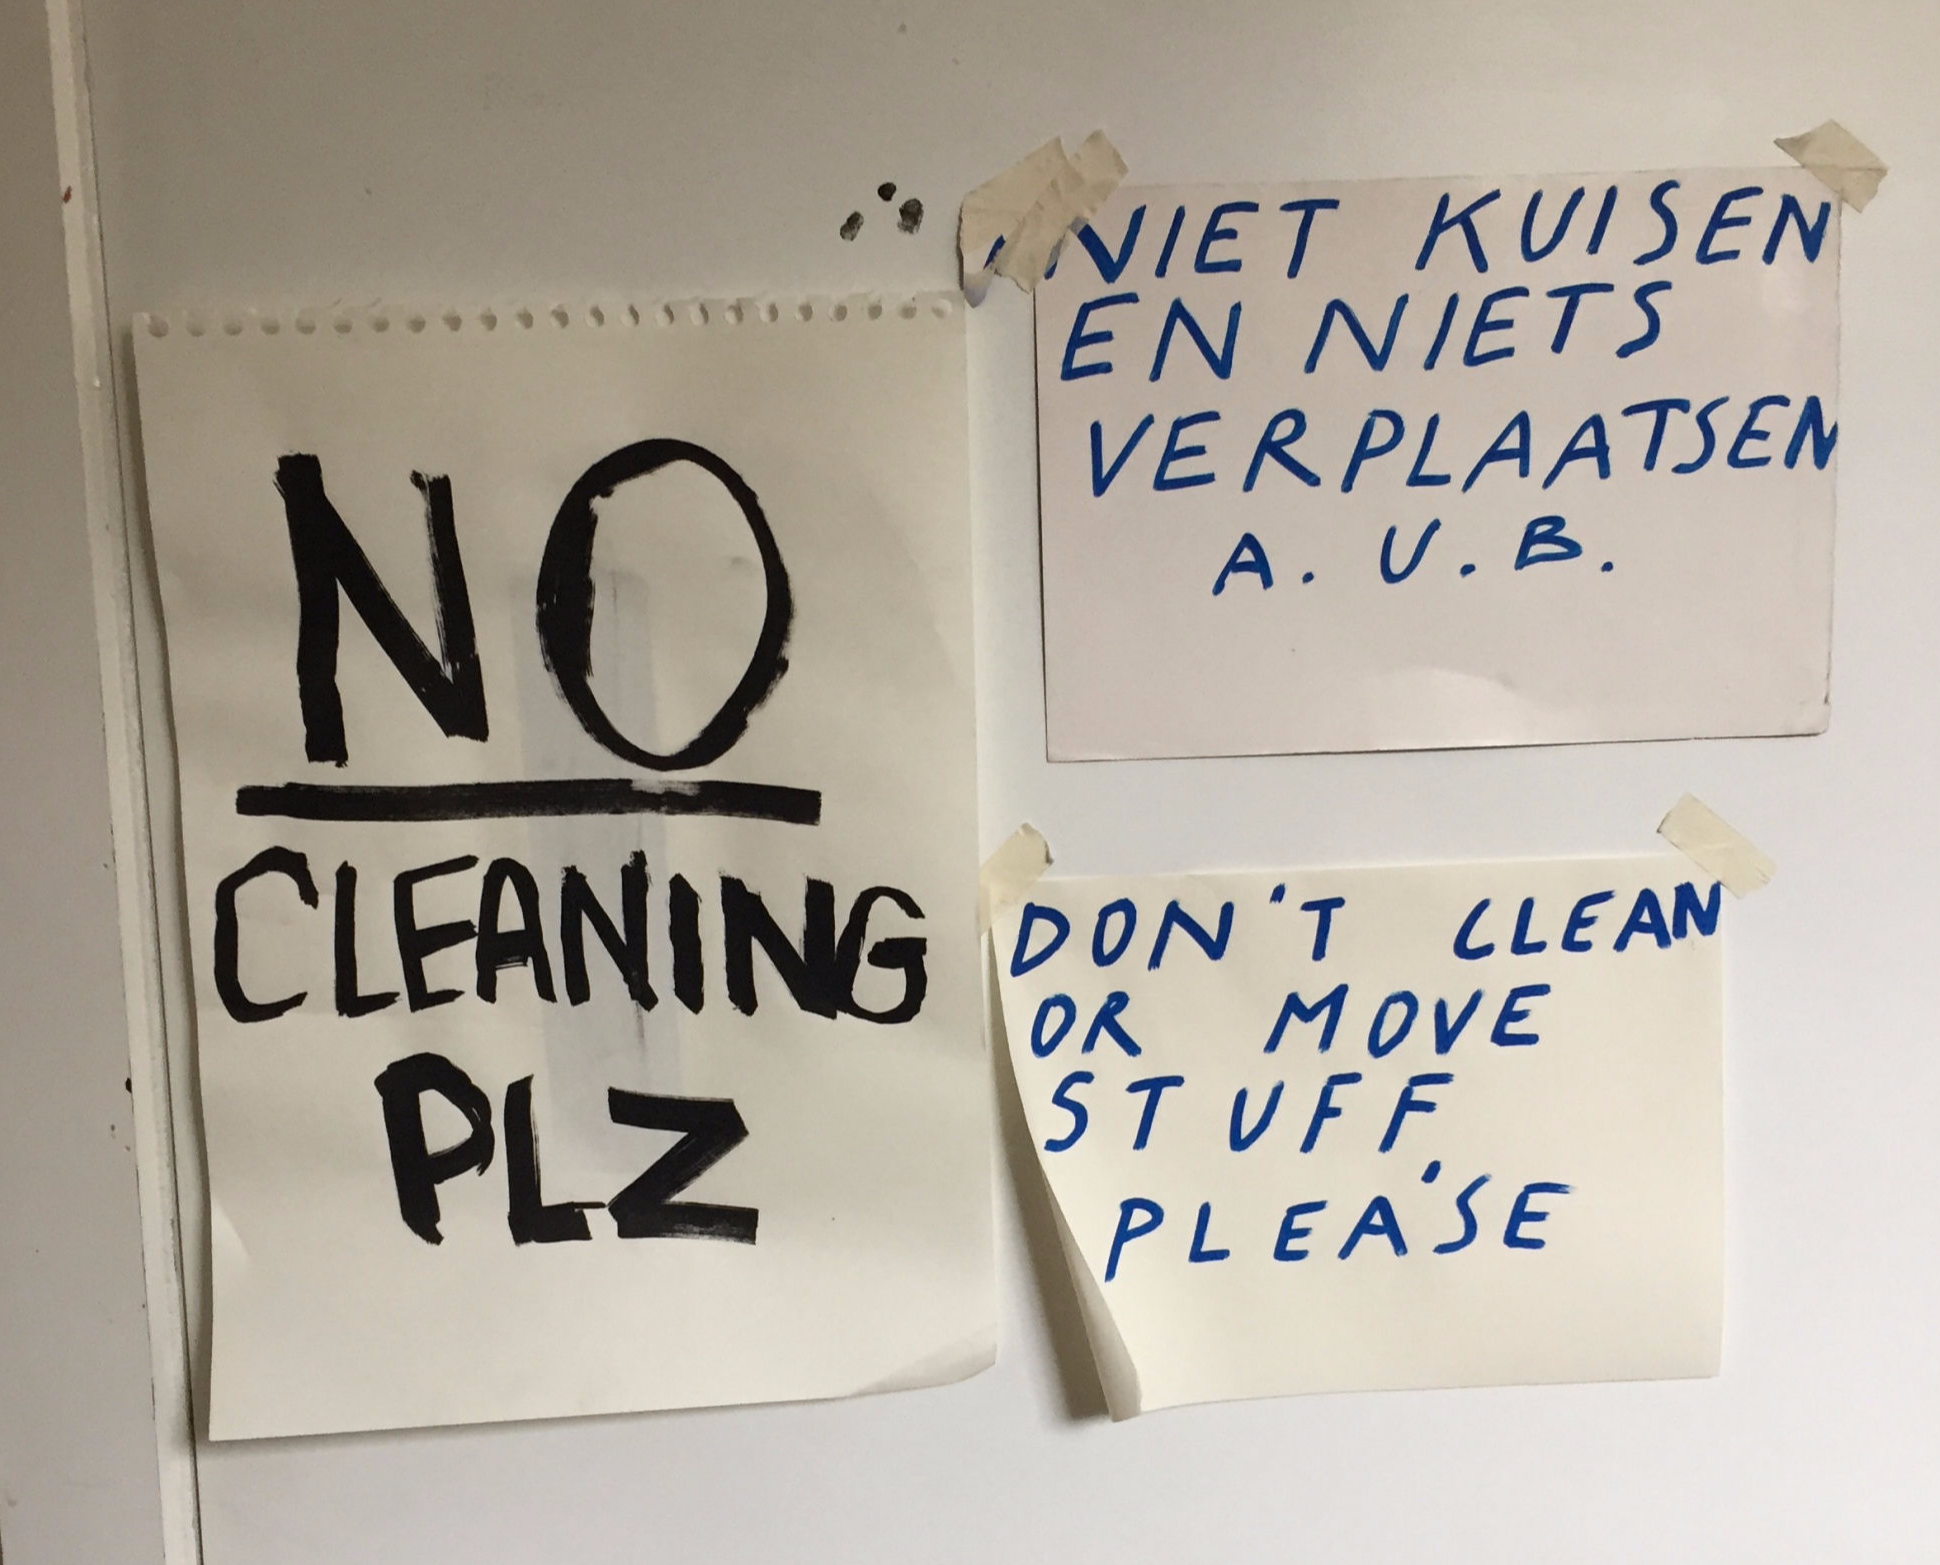 NO
CLEANING
PLZ
NIET KUISEN
EN NIETS
VERPLAATSEN
A.U.B.
DON'T CLEAN
OR MOVE
STUFF.
PLEASE